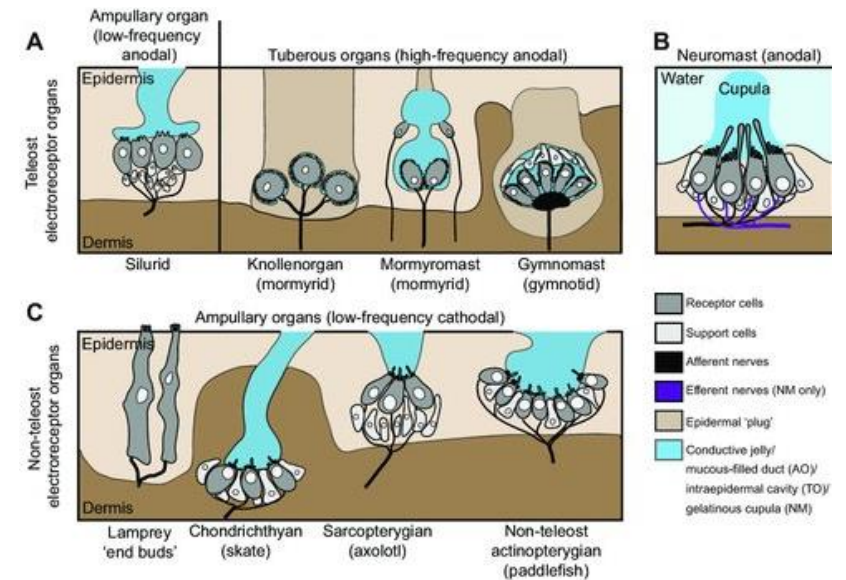 A
Ampullary organ
(low-frequency
anodal)
Tuberous organs (high-frequency anodal)
Epidermis
Teleost
electroreceptor organs
Dermis
Silurid
Knollenorgan
(mormyrid)
Mormyromast
(mormyrid)
Gymnomast
(gymnotid)
B
Neuromast (anodal)
Water
Cupula
C
Ampullary organs (low-frequency cathodal)
Epidermis
Non-teleost
electroreceptor organs
Dermis
Lamprey
'end buds'
Chondrichthyan
(skate)
Sarcopterygian
(axolotl)
Non-teleost
actinopterygian
(paddlefish)
Receptor cells
Support cells
Afferent nerves
Efferent nerves (NM only)
Epidermal 'plug'
Conductive jelly/
mucous-filled duct (AO)/
intraepidermal cavity (TO)/
gelatinous cupula (NM)